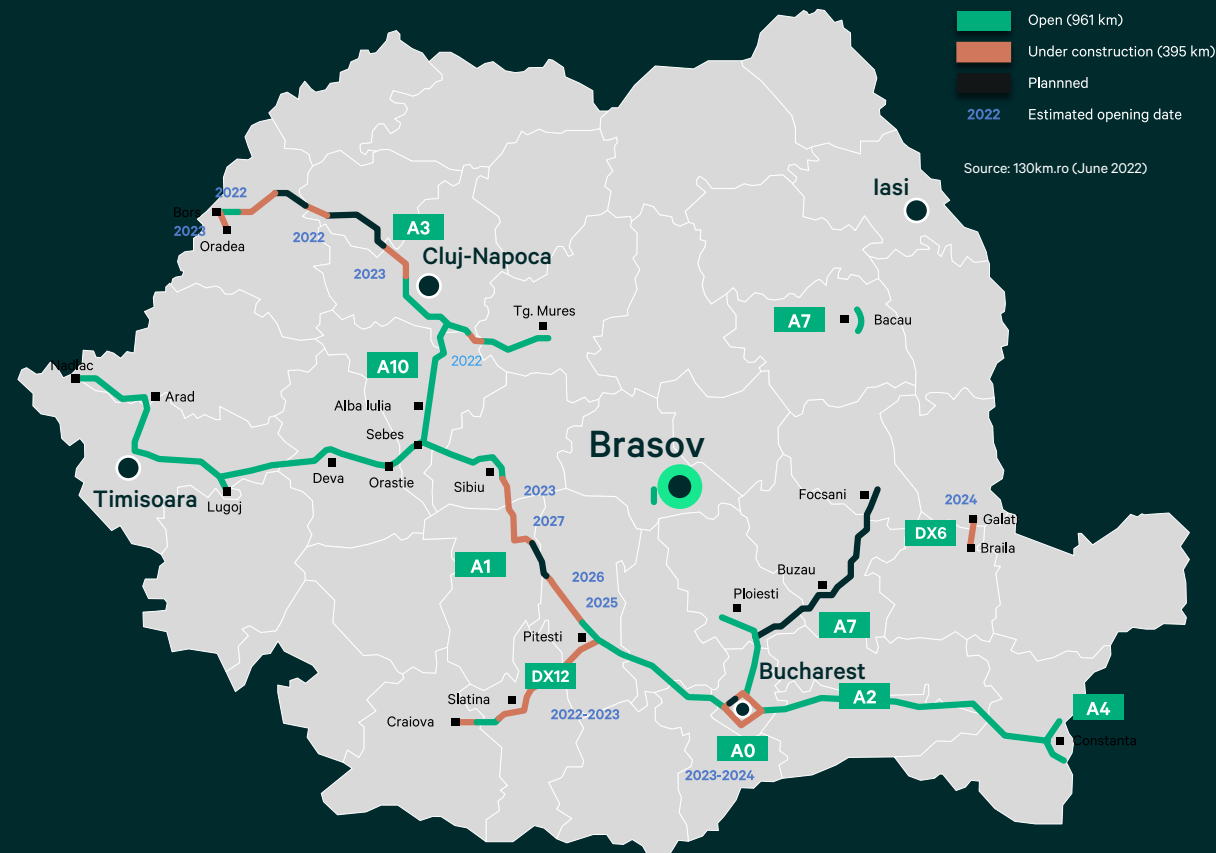 Open (961 km)
Under construction (395 km)
Plannned
2022 Estimated opening date
Source: 130km.ro (June 2022)
Iasi
2022
Bors
2023
Oradea
2022
A3
Cluj-Napoca
2023
Tg. Mures
A7
Bacau
2022
A10
Nadlac
Arad
Alba Iulia
Sebes
Brasov
Deva
Orastie
Sibiu
2023
Timisoara
Lugoj
2027
Focsani
2024
Galati
DX6
Braila
A1
2026
Buzau
2025
Ploiesti
A7
Pitesti
DX12
Bucharest
A2
Slatina
2022-2023
Craiova
A4
Constanta
A0
2023-2024